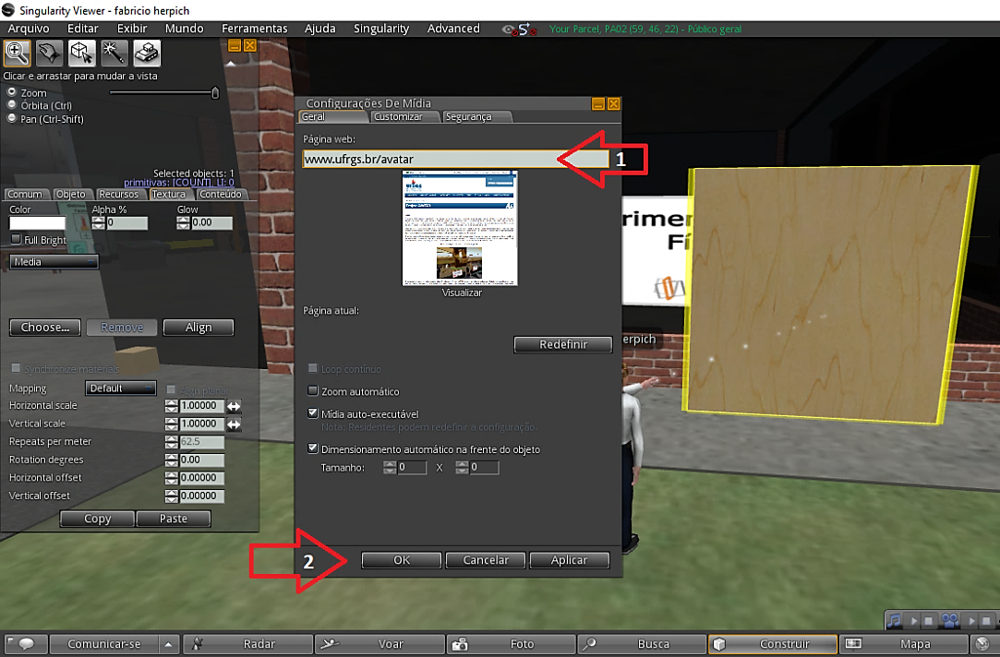 Singularity Viewer - fabricio herpich
Arquivo Editar Exibir Mundo Ferramentas Ajuda Singularity Advanced Your Parcel, PA02 (59, 46, 22) - Público geral
Clicar e arrastar para mudar a vista
Zoom
Órbita (Ctrl)
Pan (Ctrl-Shift)
Selected objects: 1
primitivas: [COUNT], LI: 0
Comum Objeto Recursos Textura Conteúdo
Color Alpha % Glow
0 0.00
Full Bright
Media
Choose... Remove Align
Synchronize materials
Mapping Default Align planar
Horizontal scale 1.00000
Vertical scale 1.00000
Repeats per meter 62.5
Rotation degrees 0.00
Horizontal offset 0.00000
Vertical offset 0.00000
Copy Paste
Configurações De Mídia
Geral Customizar Segurança
Página web:
www.ufrgs.br/avatar
1
Visualizar
Página atual:
Redefinir
Loop contínuo
Zoom automático
Mídia auto-executável
Nota: Residentes podem redefinir a configuração.
Dimensionamento automático na frente do objeto
Tamanho: 0 X 0
2
OK Cancelar Aplicar
rimer
Fí
erpich
Comunicar-se Radar Voar Foto Busca Construir Mapa